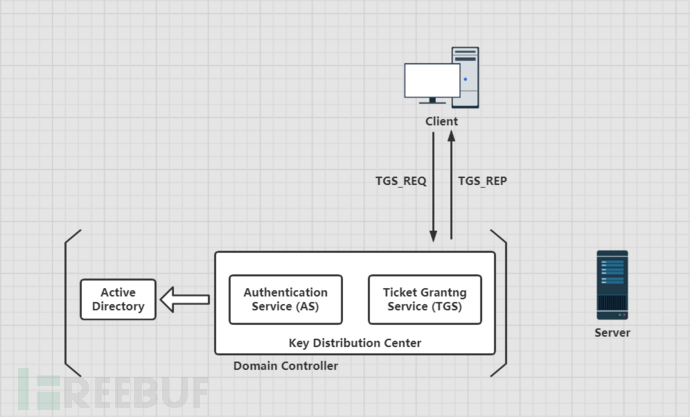 Client
TGS_REQ
TGS_REP
Active
Directory
Authentication
Service (AS)
Ticket Grantng
Service (TGS)
Key Distribution Center
Domain Controller
Server
FREEBUF